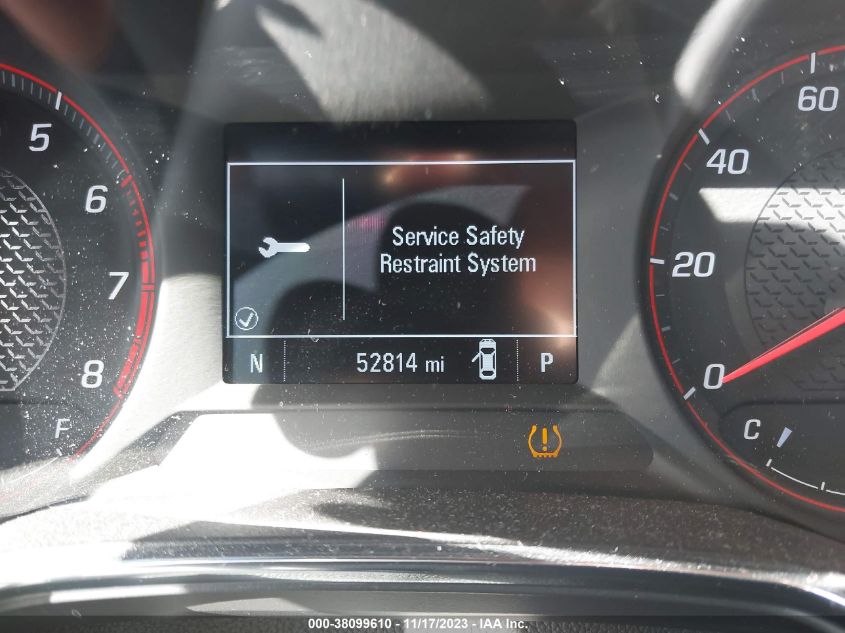 5
6
7
8
F
Service Safety
Restraint System
N 52814 mi P
60
40
20
0
C
000-38099610 - 11/17/2023 - IAA Inc.